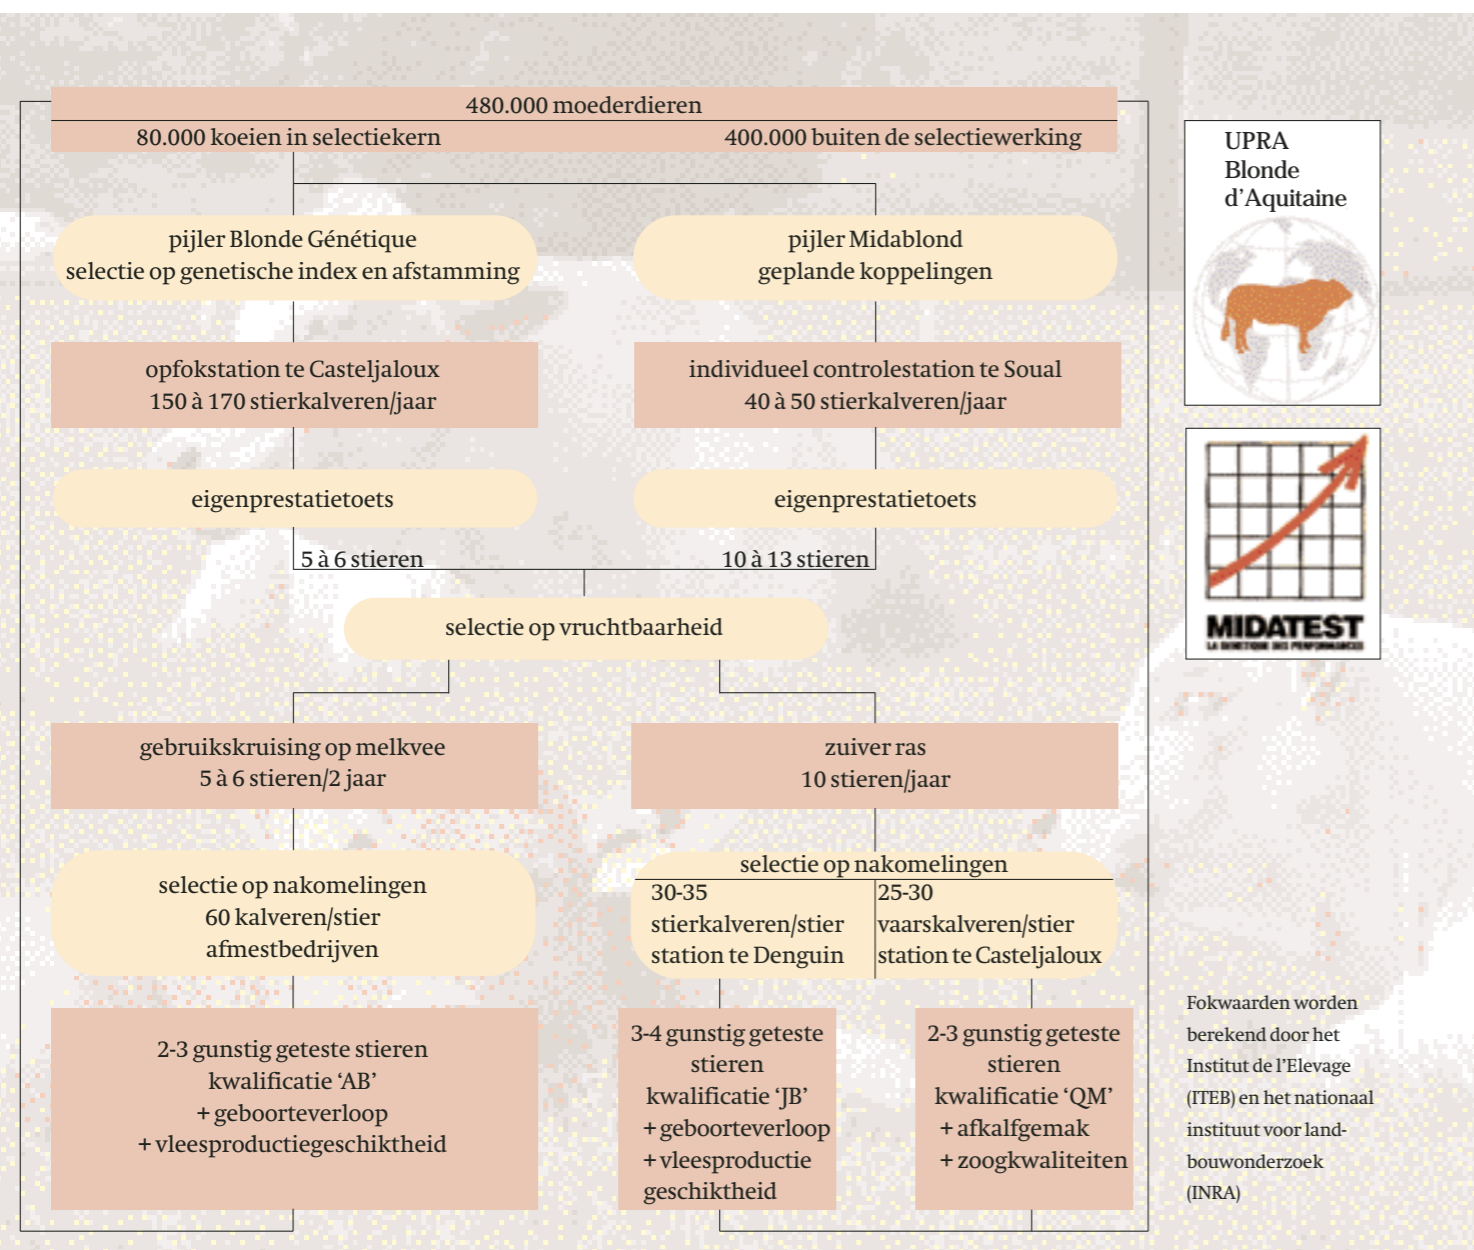 480.000 moederdieren
80.000 koeien in selectiekern
400.000 buiten de selectiewerking
pijler Blonde Génétique
selectie op genetische index en afstamming
pijler Midablond
geplande koppelingen
opfokstation te Casteljaloux
150 à 170 stierkalveren/jaar
individueel controlestation te Soual
40 à 50 stierkalveren/jaar
eigenprestatietoets
eigenprestatietoets
5 à 6 stieren
10 à 13 stieren
selectie op vruchtbaarheid
gebruikskruising op melkvee
5 à 6 stieren/2 jaar
zuiver ras
10 stieren/jaar
selectie op nakomelingen
60 kalveren/stier
afmestbedrijven
selectie op nakomelingen
30-35
stierkalveren/stier
station te Denguin
25-30
vaarskalveren/stier
station te Casteljaloux
2-3 gunstig geteste stieren
kwalificatie ‘AB’
+ geboorteverloop
+ vleesproductiegeschiktheid
3-4 gunstig geteste
stieren
kwalificatie ‘JB’
+ geboorteverloop
+ vleesproductie
geschiktheid
2-3 gunstig geteste
stieren
kwalificatie ‘QM’
+ afkalfgemak
+ zoogkwaliteiten
UPRA
Blonde
d’Aquitaine
MIDATEST
LA GENETIQUE DES PERFORMANCES
Fokwaarden worden
berekend door het
Institut de l’Elevage
(ITEB) en het nationaal
instituut voor land-
bouwonderzoek
(INRA)